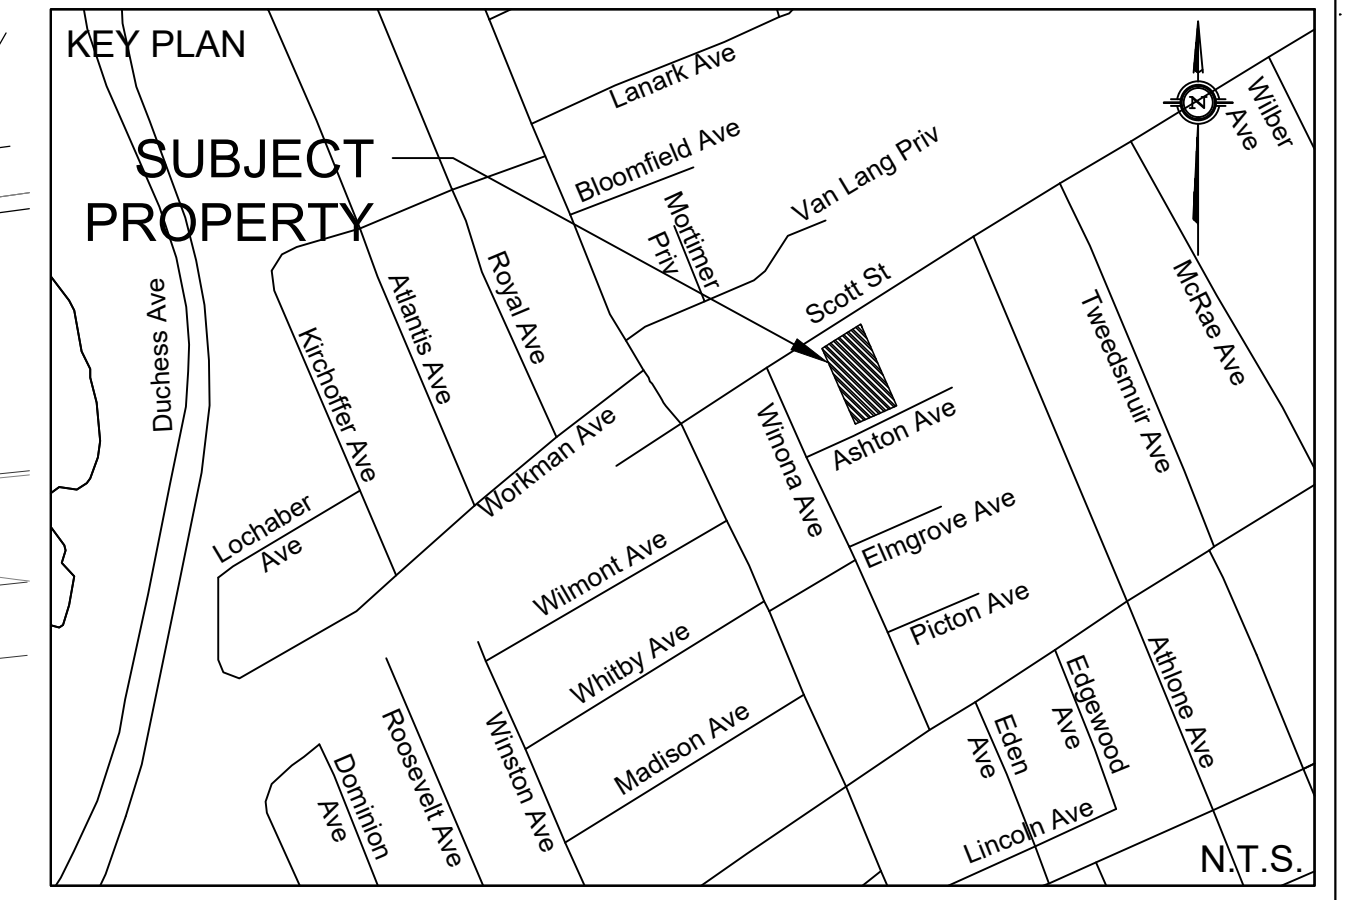 KEY PLAN
SUBJECT
PROPERTY
Lanark Ave
Bloomfield Ave
Mortimer
Priv
Van Lang Priv
Wilber
Ave
N
Scott St
McRae Ave
Tweedsmuir Ave
Duchess Ave
Kirchoffer Ave
Atlantis Ave
Royal Ave
Workman Ave
Winona Ave
Ashton Ave
Lochaber
Ave
Wilmont Ave
Elmgrove Ave
Whitby Ave
Picton Ave
Madison Ave
Winston Ave
Roosevelt Ave
Dominion
Ave
Eden
Ave
Edgewood
Ave
Athlone Ave
Lincoln Ave
N.T.S.